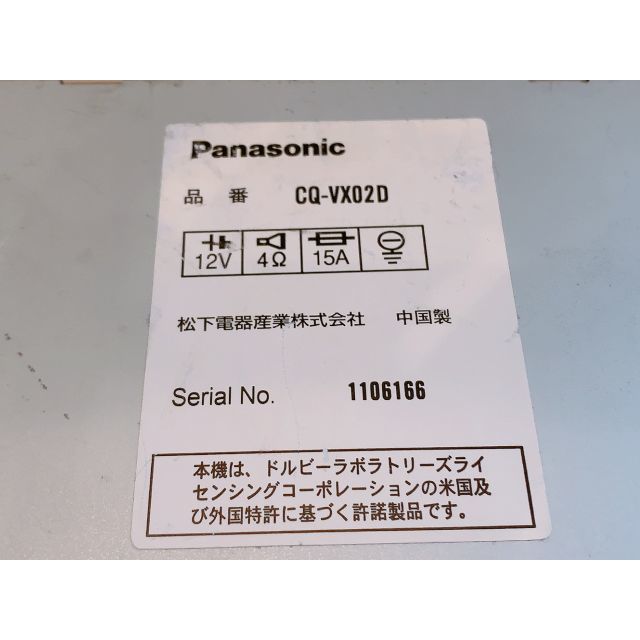 Panasonic
品 番 CQ-VX02D
12V 4Ω 15A
松下電器産業株式会社 中国製
Serial No. 1106166
本機は、ドルビーラボラトリーズライ
センシングコーポレーションの米国及
び外国特許に基づく許諾製品です。